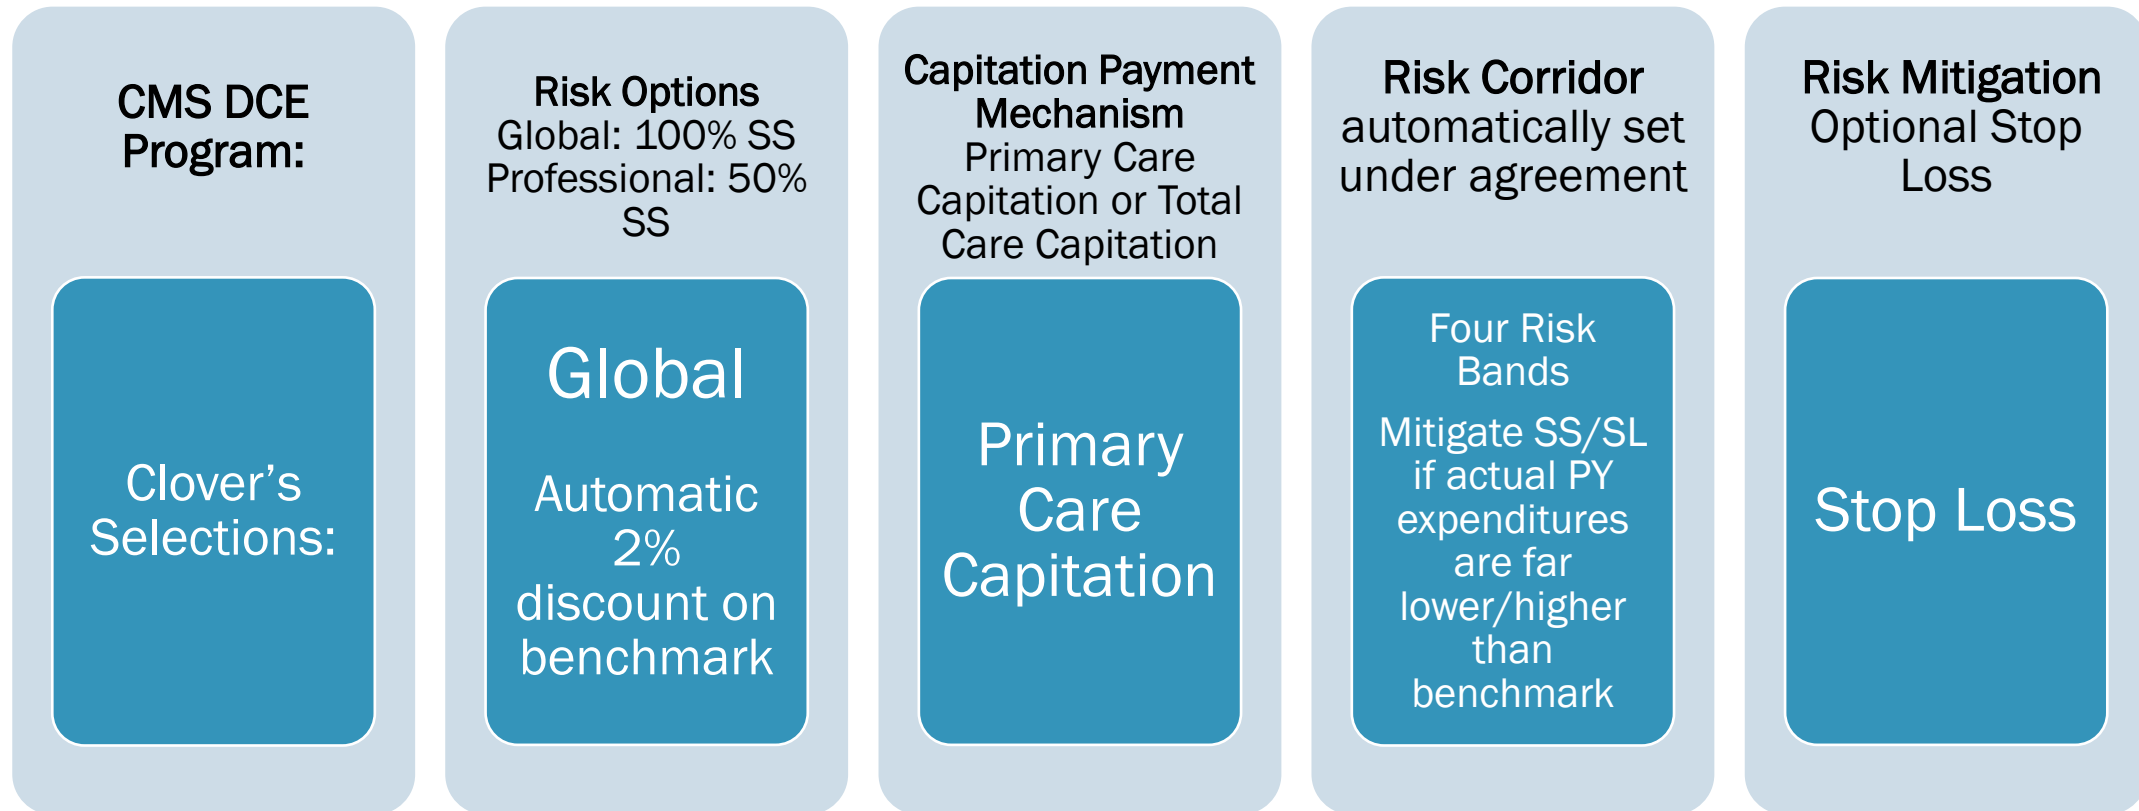 CMS DCE
Program:
Clover’s
Selections:
Risk Options
Global: 100% SS
Professional: 50%
SS
Global
Automatic
2%
discount on
benchmark
Capitation Payment
Mechanism
Primary Care
Capitation or Total
Care Capitation
Primary
Care
Capitation
Risk Corridor
automatically set
under agreement
Four Risk
Bands
Mitigate SS/SL
if actual PY
expenditures
are far
lower/higher
than
benchmark
Risk Mitigation
Optional Stop
Loss
Stop Loss